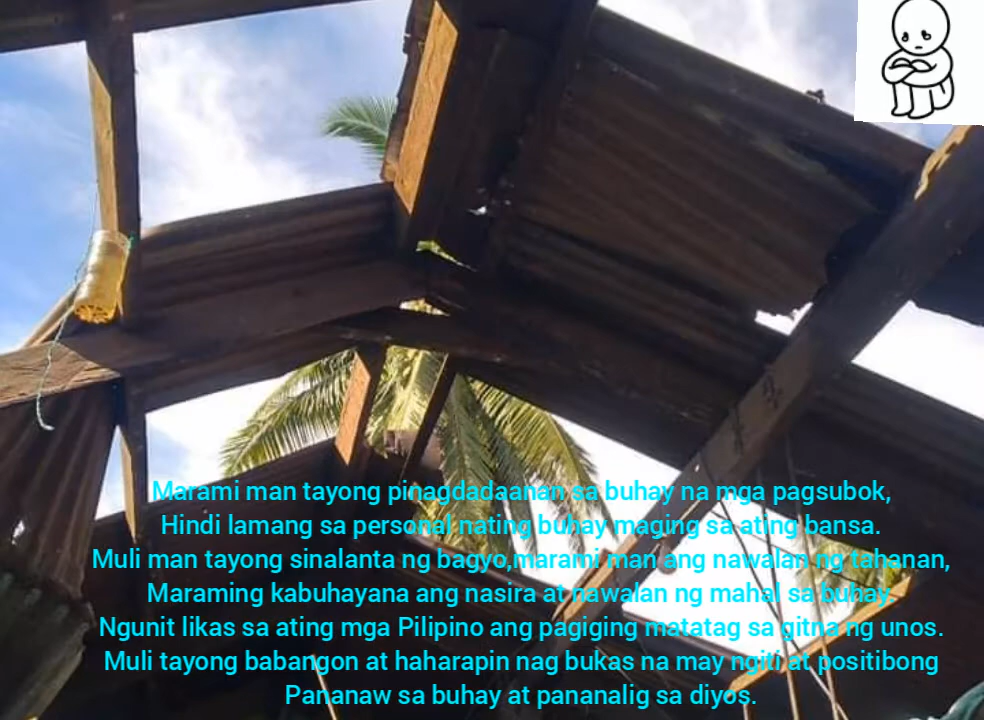 Marami man tayong pinagdadaanan sa buhay na mga pagsubok,
Hindi lamang sa personal nating buhay maging sa ating bansa.
Muli man tayong sinalanta ng bagyo,marami man ang nawalan ng tahanan,
Maraming kabuhayana ang nasira at nawalan ng mahal sa buhay
Ngunit likas sa ating mga Pilipino ang pagiging matatag sa gitna ng unos.
Muli tayong babangon at haharapin nag bukas na may ngiti at positibong
Pananaw sa buhay at pananalig sa diyos.